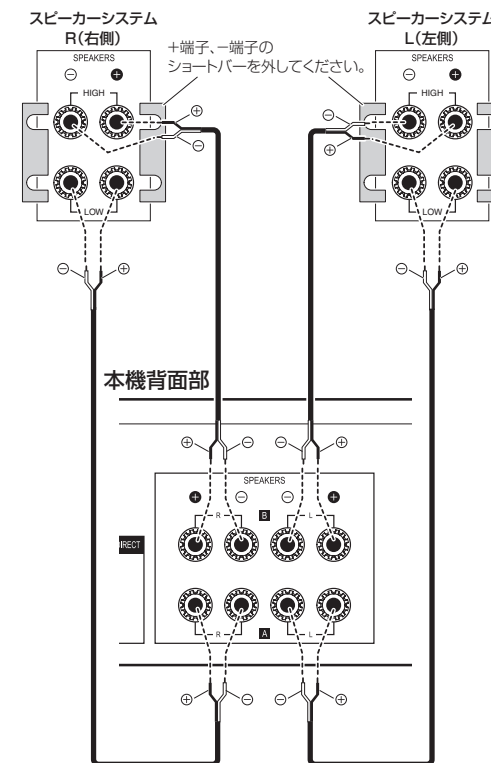 スピーカーシステム
R（右側）
スピーカーシステム
L（左側）
＋端子、－端子の
ショートバーを外してください。
SPEAKERS
⊖ ⊕
HIGH
LOW
⊕
⊖
SPEAKERS
⊖ ⊕
HIGH
LOW
⊖
⊕
⊖ ⊕
⊖ ⊕
本機背面部
⊕ ⊖ ⊖ ⊕
SPEAKERS
⊕ ⊖ ⊖ ⊕
R B L
IRECT
R A L
⊕ ⊖ ⊖ ⊕